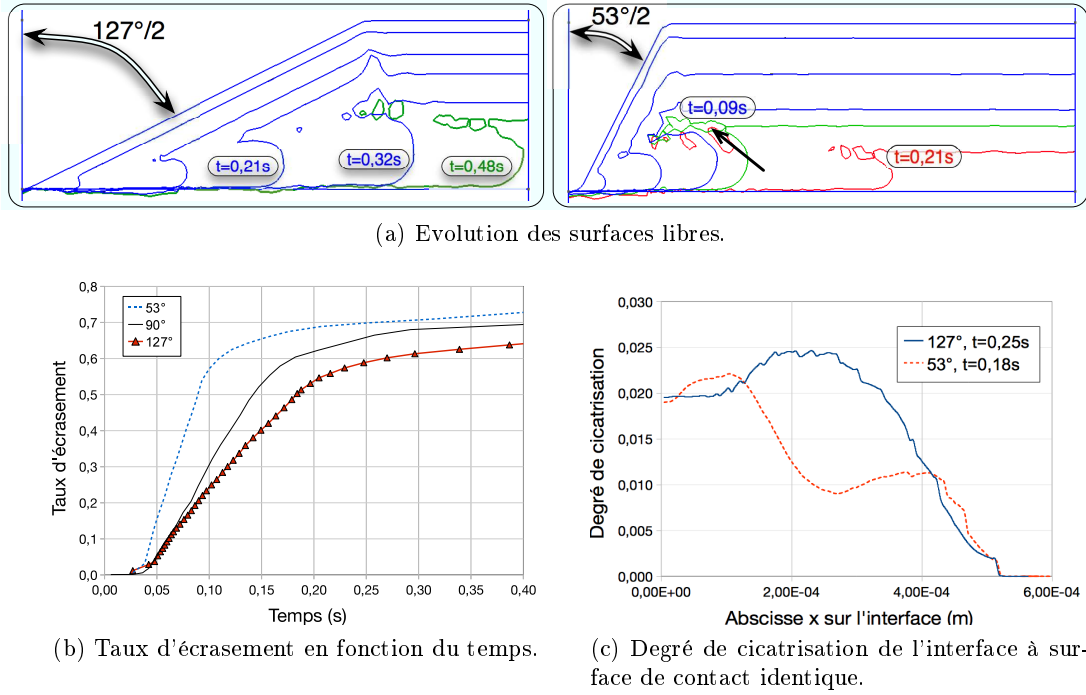 127°/2
t=0,21s
t=0,32s
t=0,48s
53°/2
t=0,09s
t=0,21s
(a) Evolution des surfaces libres.
0,8
0,7
0,6
0,5
0,4
0,3
0,2
0,1
0,0
53°
90°
127°
Taux d'écrasement
0,00 0,05 0,10 0,15 0,20 0,25 0,30 0,35 0,40
Temps (s)
(b) Taux d'écrasement en fonction du temps.
0,030
0,025
0,020
0,015
0,010
0,005
0,000
127°, t=0,25s
53°, t=0,18s
Degré de cicatrisation
0,00E+00 2,00E-04 4,00E-04 6,00E-04
Abscisse x sur l'interface (m)
(c) Degré de cicatrisation de l'interface à sur-
face de contact identique.